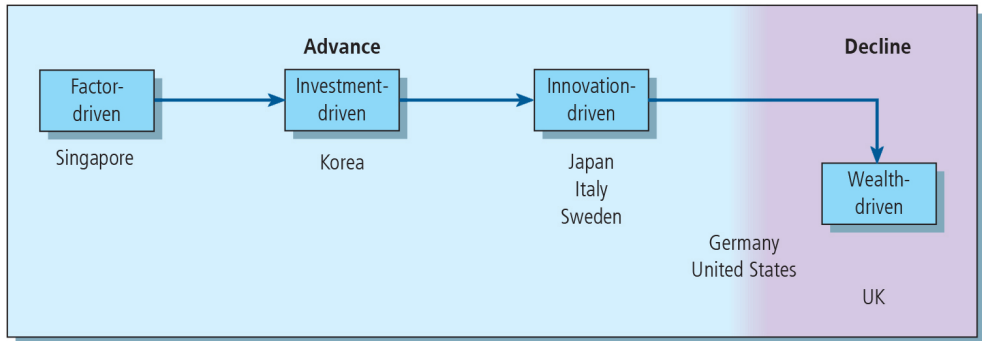 Advance
Decline
Factor-
driven
Investment-
driven
Innovation-
driven
Wealth-
driven
Singapore
Korea
Japan
Italy
Sweden
Germany
United States
UK